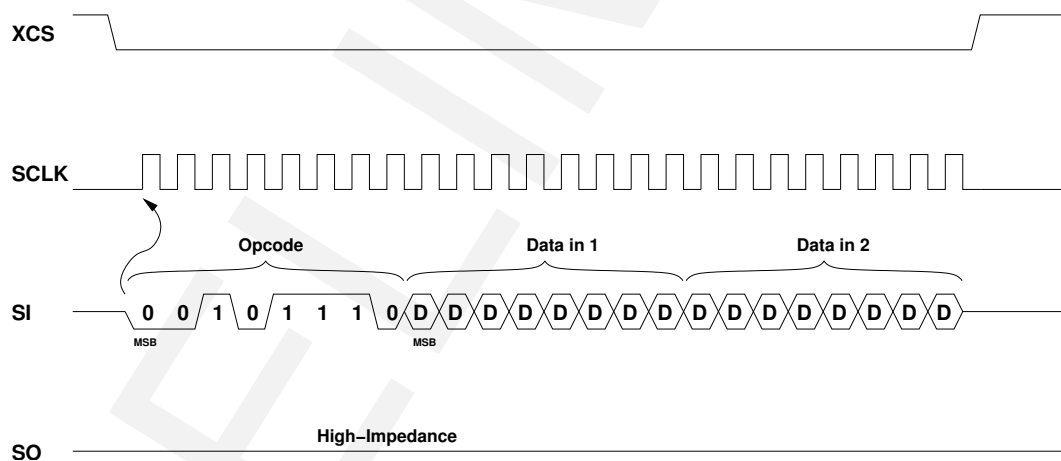 XCS
SCLK
Opcode Data in 1 Data in 2
SI 0 0 1 0 1 1 1 0 D D D D D D D D D D D D D D D D
MSB MSB
High−Impedance
SO